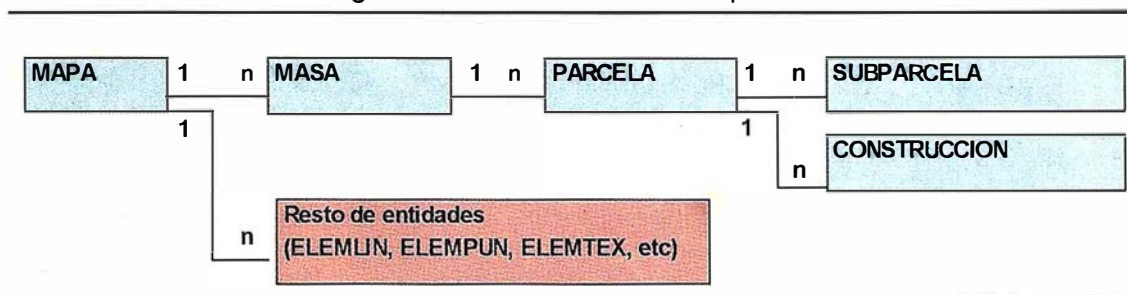 MAPA 1 n MASA 1 n PARCELA 1 n SUBPARCELA
1 1 CONSTRUCCION
n
Resto de entidades
n (ELEMLIN, ELEMPUN, ELEMTEX, etc)